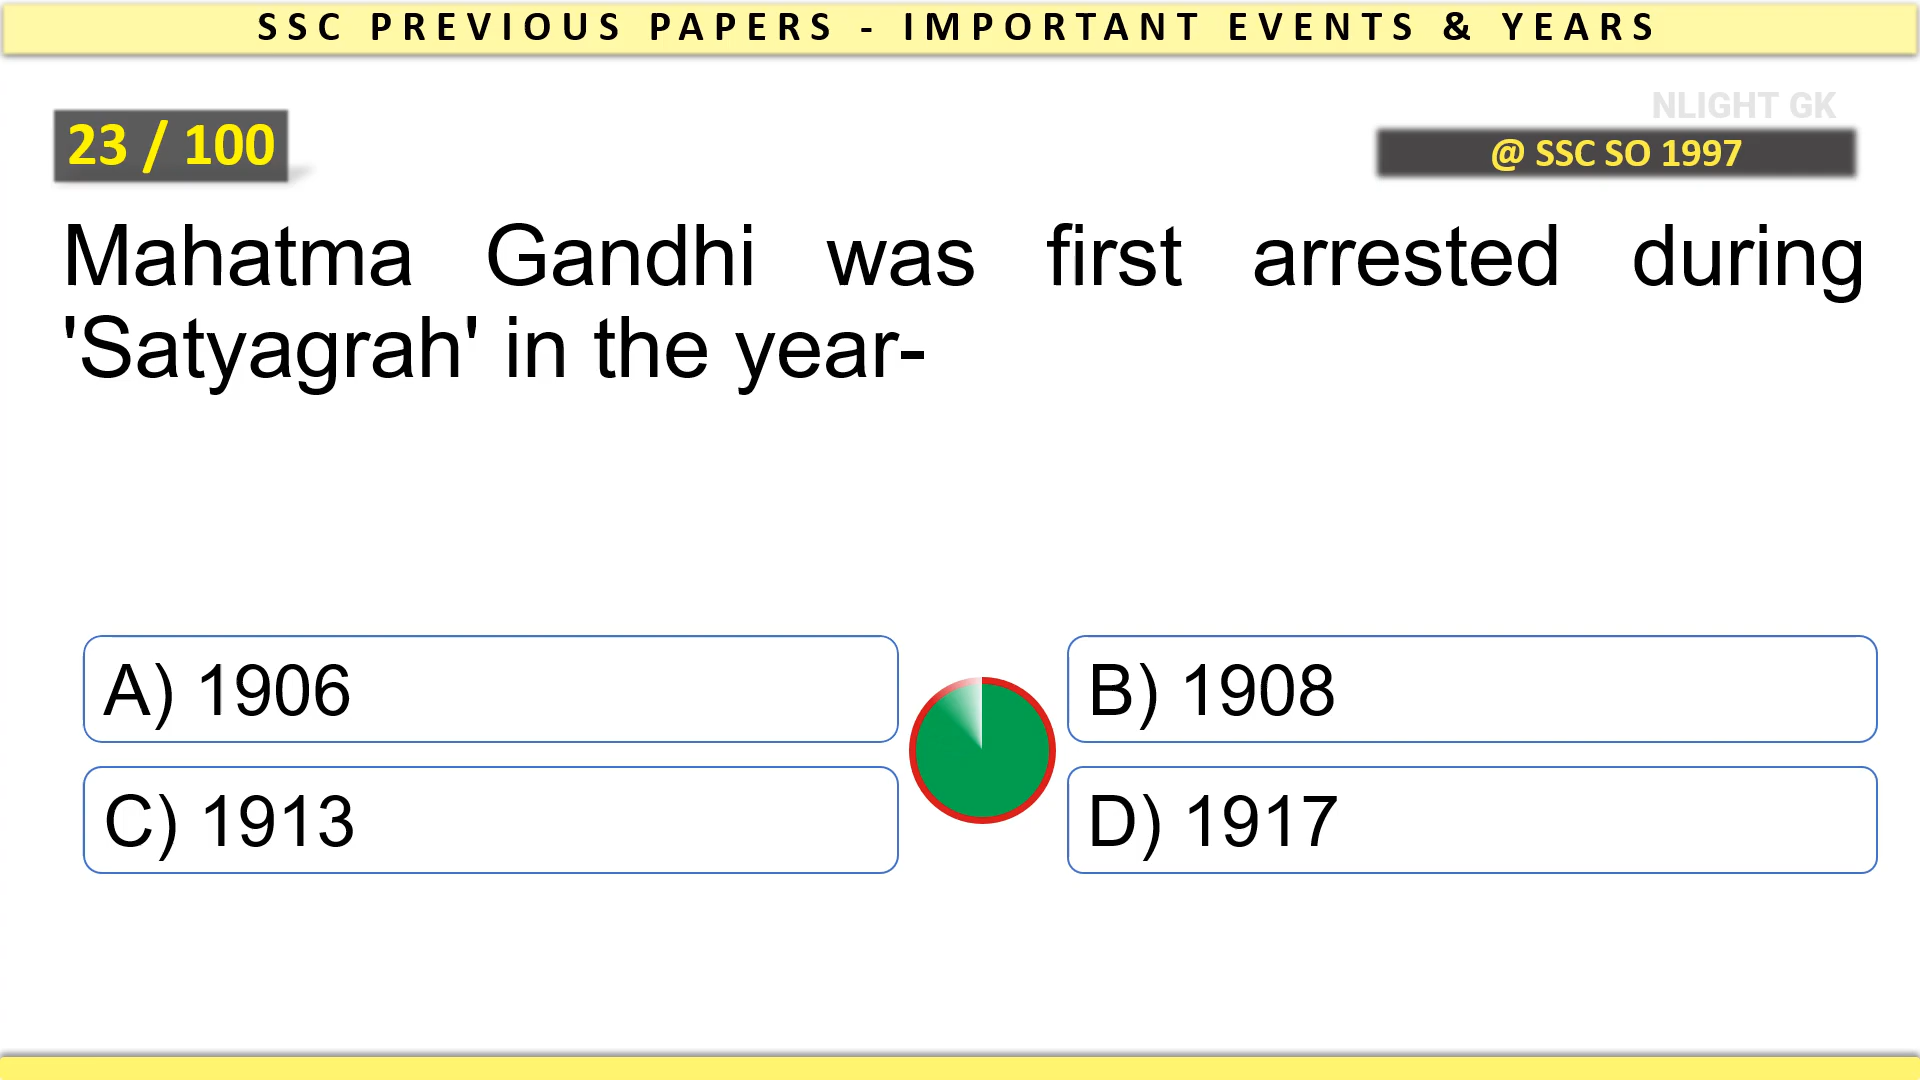 SSC PREVIOUS PAPERS - IMPORTANT EVENTS & YEARS
NLIGHT GK
23 / 100
@ SSC SO 1997
Mahatma Gandhi was first arrested during
'Satyagrah' in the year-
A) 1906
B) 1908
C) 1913
D) 1917